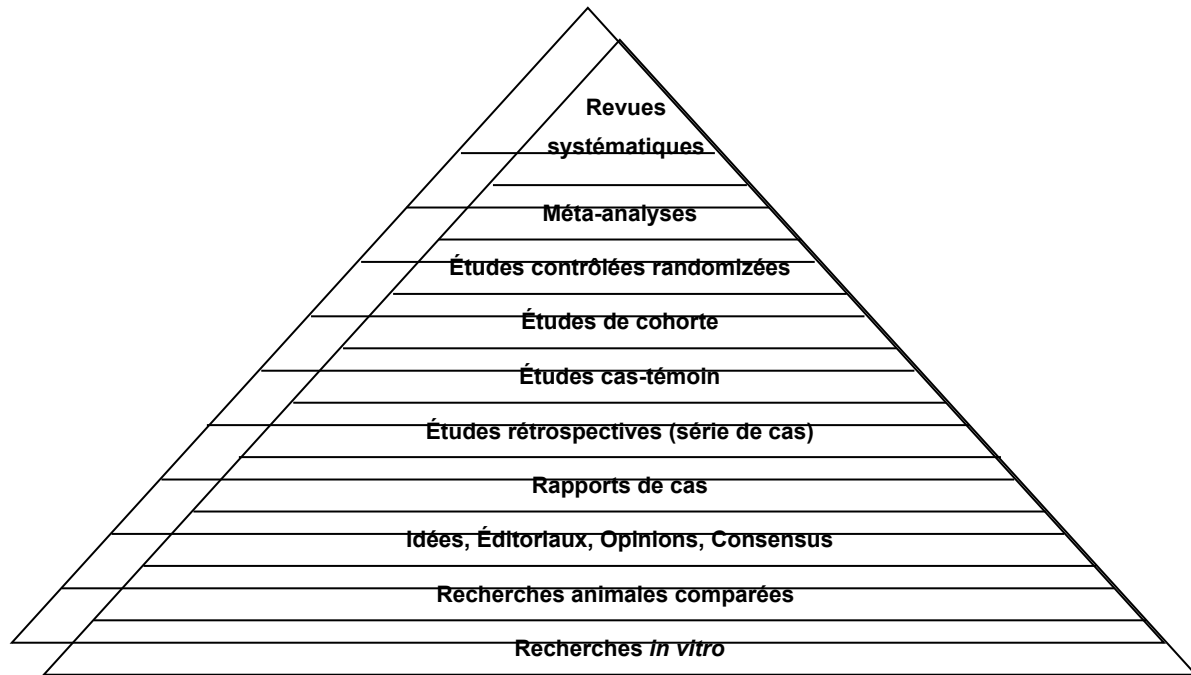 Revues
systématiques
Méta-analyses
Études contrôlées randomizées
Études de cohorte
Études cas-témoin
Études rétrospectives (série de cas)
Rapports de cas
Idées, Éditoriaux, Opinions, Consensus
Recherches animales comparées
Recherches in vitro